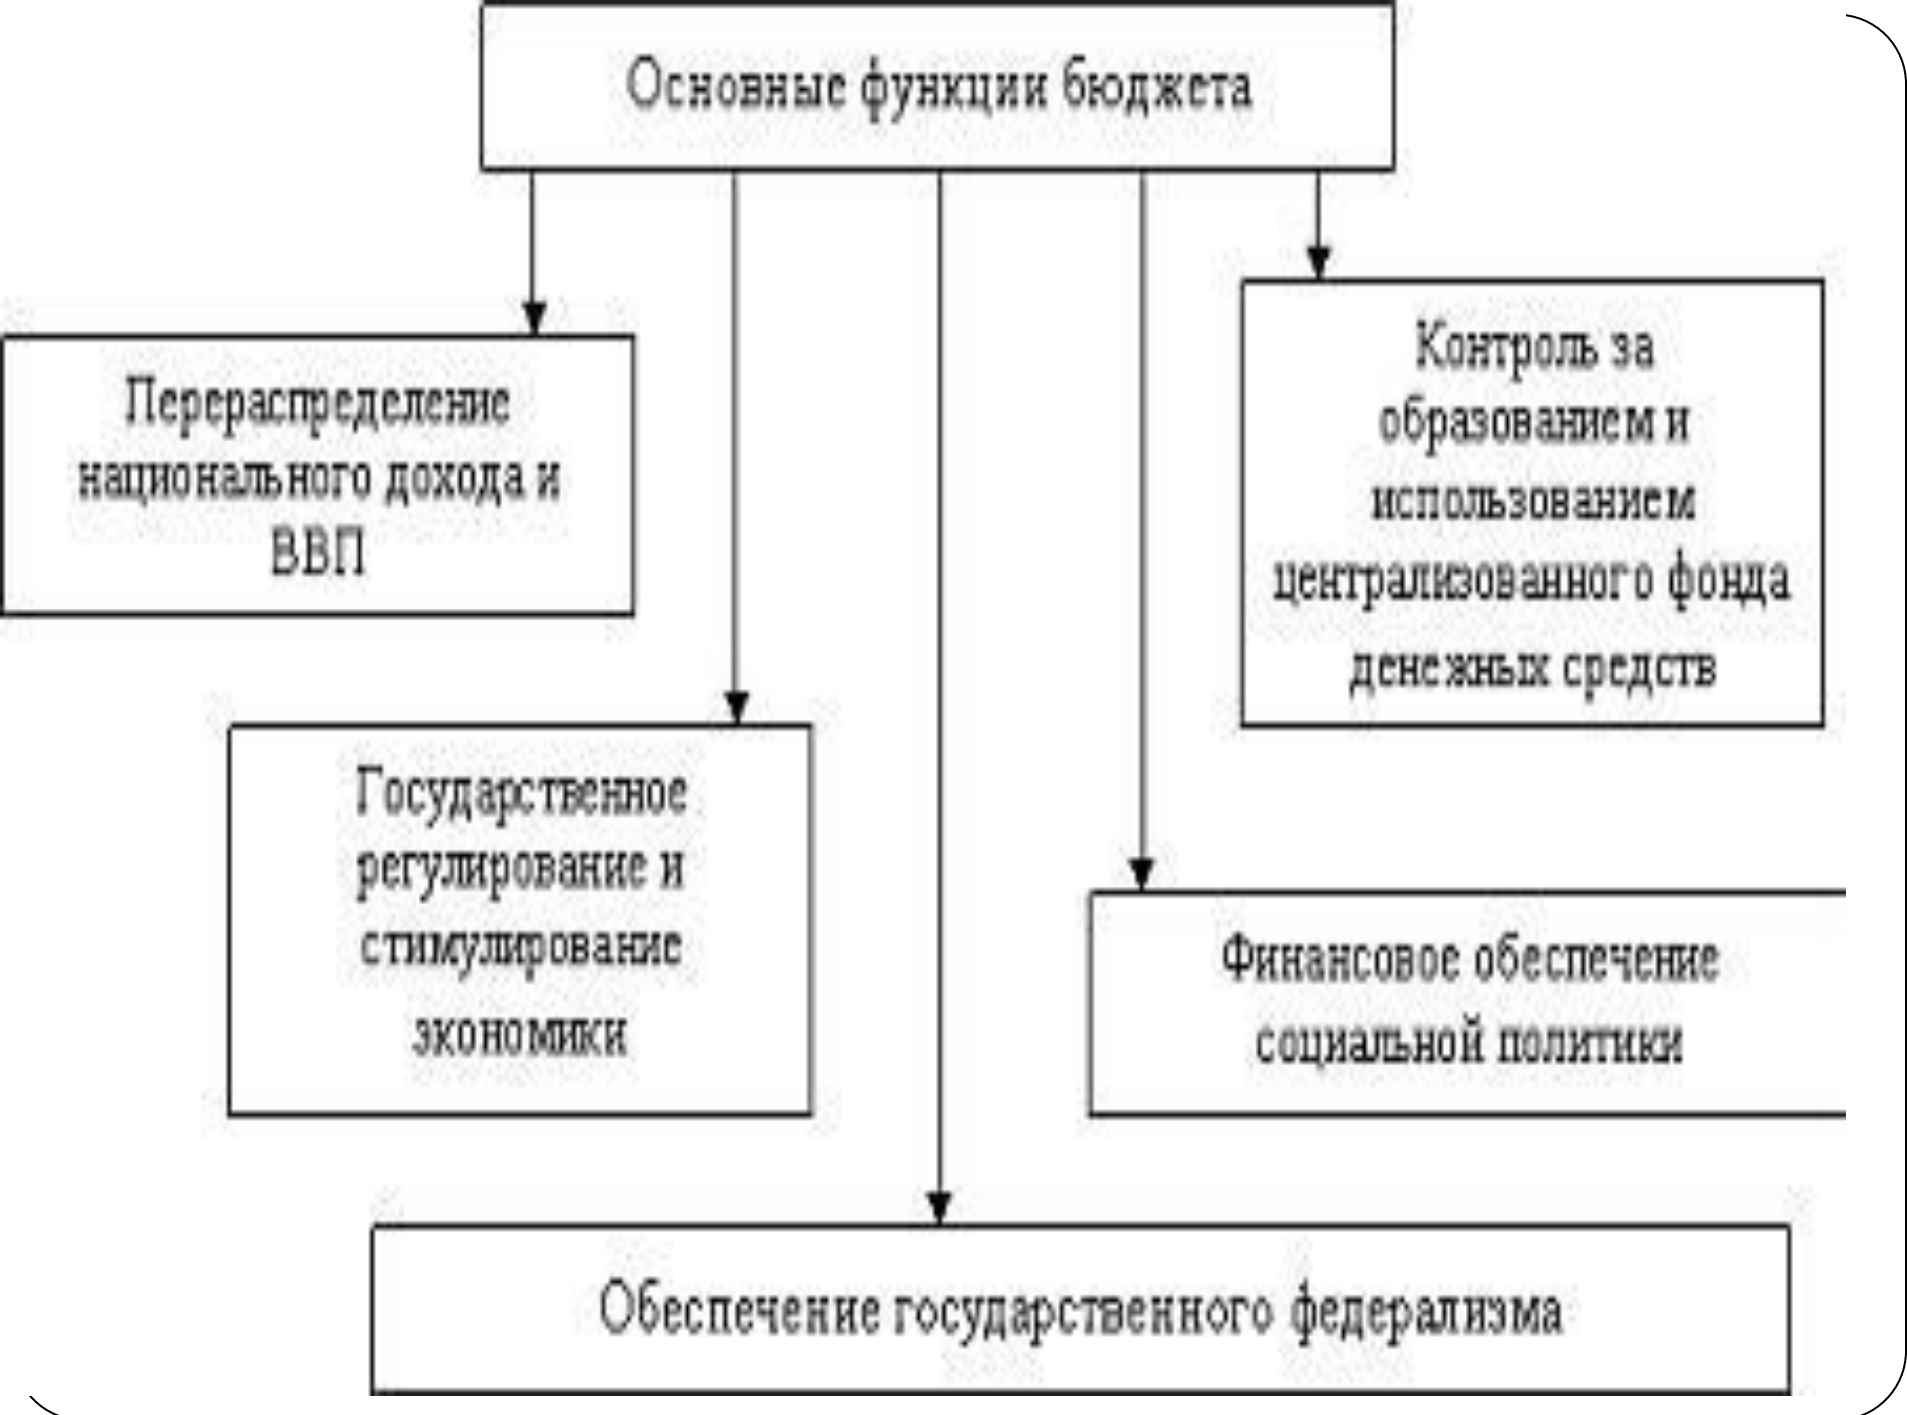 Основные функции бюджета
Перераспределение
национального дохода и
ВВП
Контроль за
образованием и
использованием
централизованного фонда
денежных средств
Государственное
регулирование и
стимулирование
экономики
Финансовое обеспечение
социальной политики
Обеспечение государственного федерализма